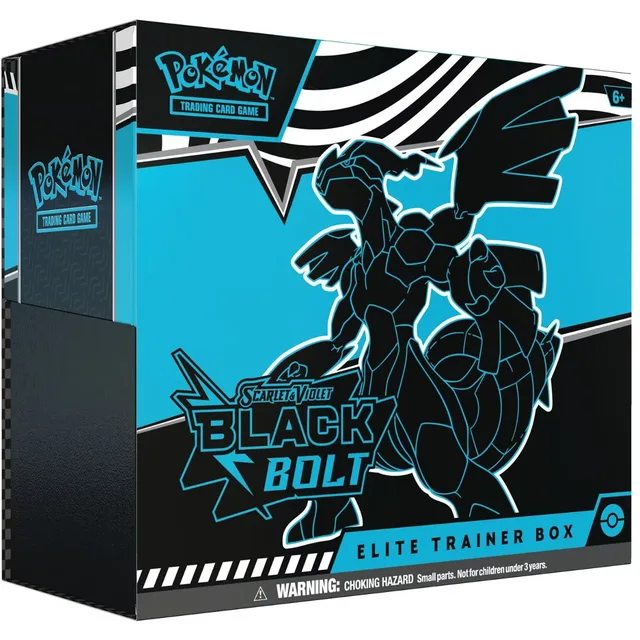 POKéMON
TRADING CARD GAME
6+
POKéMON
TRADING CARD GAME
SCARLET & VIOLET
BLACK
BOLT
ELITE TRAINER BOX
WARNING: CHOKING HAZARD Small parts. Not for children under 3 years.